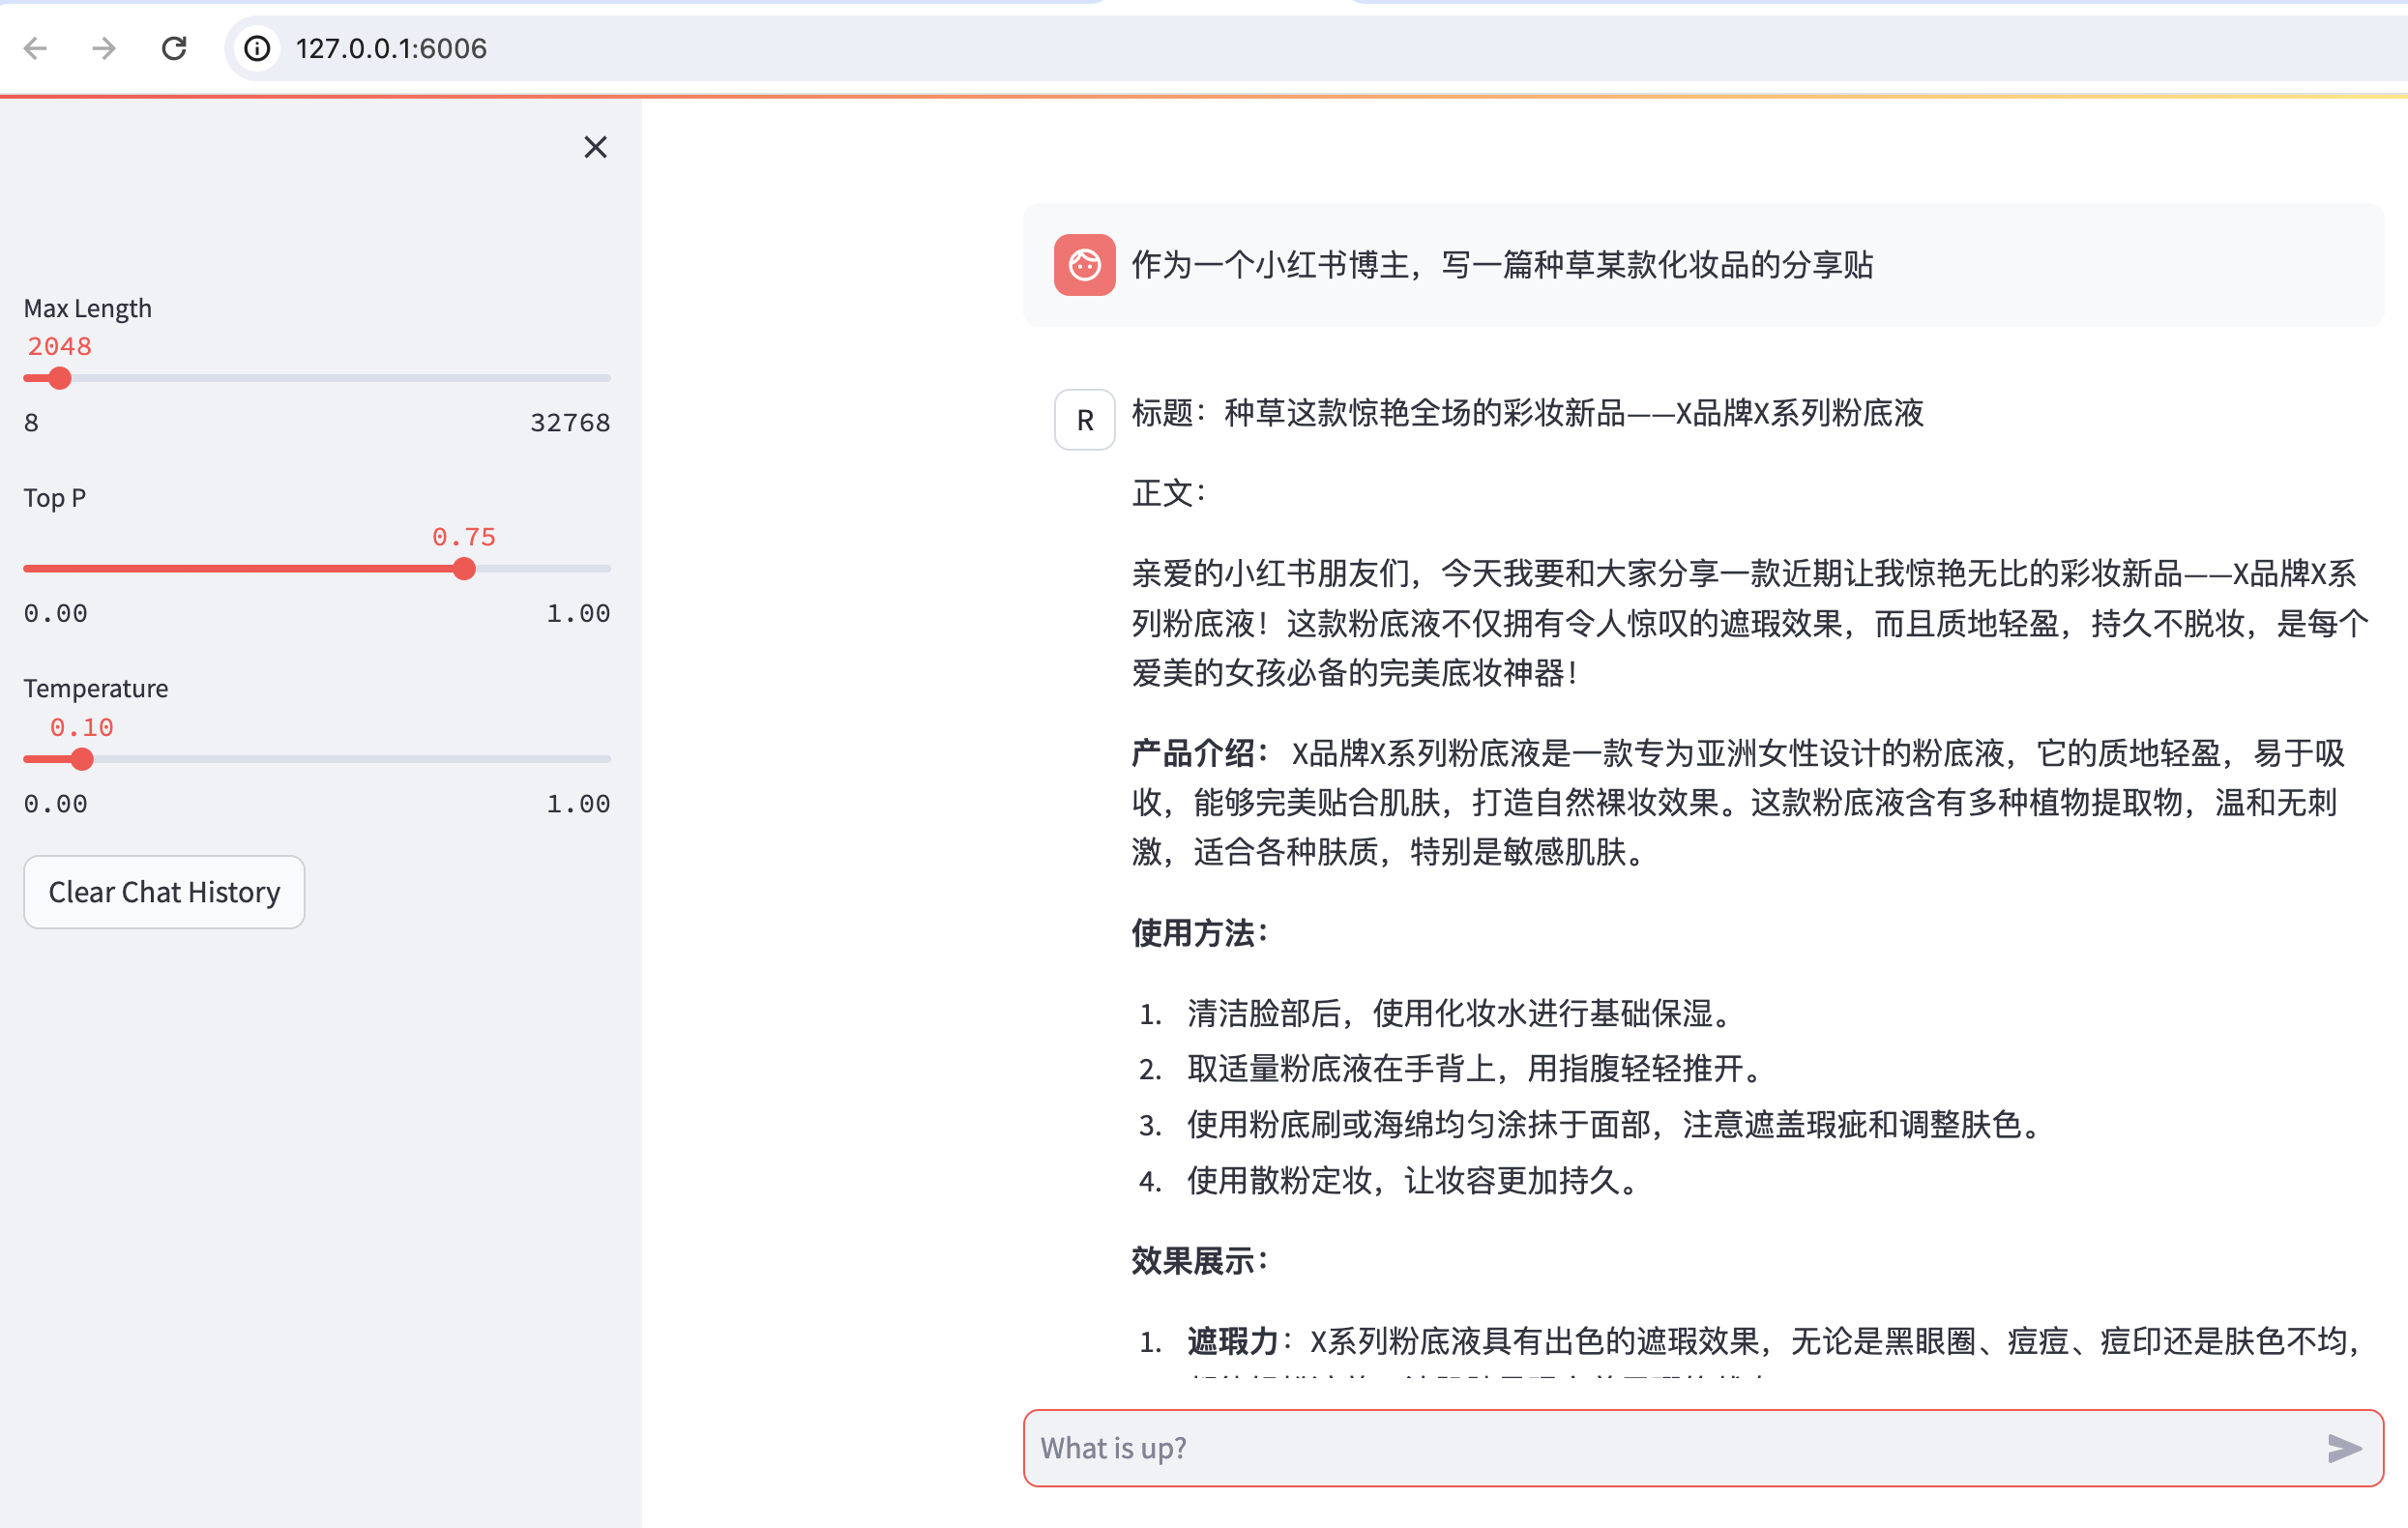 127.0.0.1:6006
Max Length
2048
8 32768
Top P
0.75
0.00 1.00
Temperature
0.10
0.00 1.00
Clear Chat History
作为一个小红书博主，写一篇种草某款化妆品的分享贴
R
标题：种草这款惊艳全场的彩妆新品——X品牌X系列粉底液
正文：
亲爱的小红书朋友们，今天我要和大家分享一款近期让我惊艳无比的彩妆新品——X品牌X系
列粉底液！这款粉底液不仅拥有令人惊叹的遮瑕效果，而且质地轻盈，持久不脱妆，是每个
爱美的女孩必备的完美底妆神器！
产品介绍： X品牌X系列粉底液是一款专为亚洲女性设计的粉底液，它的质地轻盈，易于吸
收，能够完美贴合肌肤，打造自然裸妆效果。这款粉底液含有多种植物提取物，温和无刺
激，适合各种肤质，特别是敏感肌肤。
使用方法：
1. 清洁脸部后，使用化妆水进行基础保湿。
2. 取适量粉底液在手背上，用指腹轻轻推开。
3. 使用粉底刷或海绵均匀涂抹于面部，注意遮盖瑕疵和调整肤色。
4. 使用散粉定妆，让妆容更加持久。
效果展示：
1. 遮瑕力：X系列粉底液具有出色的遮瑕效果，无论是黑眼圈、痘痘、痘印还是肤色不均，
What is up?